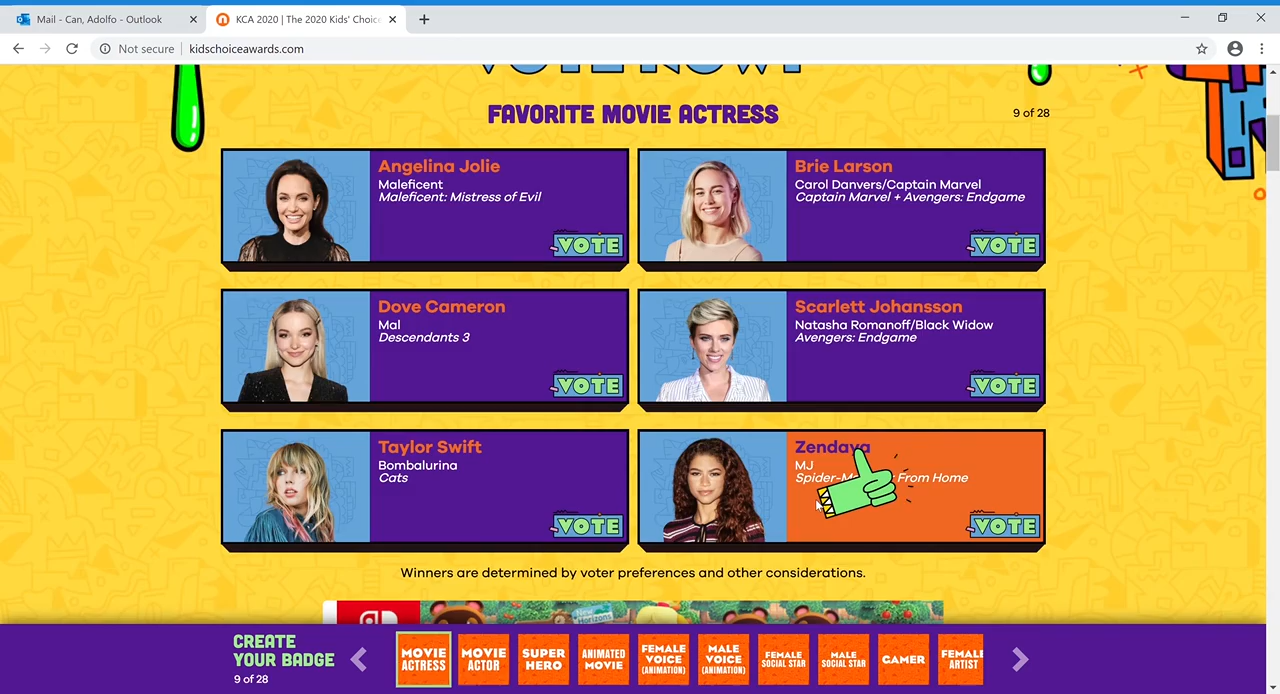 Mail - Can, Adolfo - Outlook
KCA 2020 | The 2020 Kids' Choice
Not secure
kidschoiceawards.com
VOTE NOW!
FAVORITE MOVIE ACTRESS
9 of 28
Angelina Jolie
Maleficent
Maleficent: Mistress of Evil
VOTE
Brie Larson
Carol Danvers/Captain Marvel
Captain Marvel + Avengers: Endgame
VOTE
Dove Cameron
Mal
Descendants 3
VOTE
Scarlett Johansson
Natasha Romanoff/Black Widow
Avengers: Endgame
VOTE
Taylor Swift
Bombalurina
Cats
VOTE
Zendaya
MJ
Spider-M From Home
VOTE
Winners are determined by voter preferences and other considerations.
New
Horizons
CREATE
YOUR BADGE
9 of 28
MOVIE
ACTRESS
MOVIE
ACTOR
SUPER
HERO
ANIMATED
MOVIE
FEMALE
VOICE
(ANIMATION)
MALE
VOICE
(ANIMATION)
FEMALE
SOCIAL STAR
MALE
SOCIAL STAR
GAMER
FEMALE
ARTIST